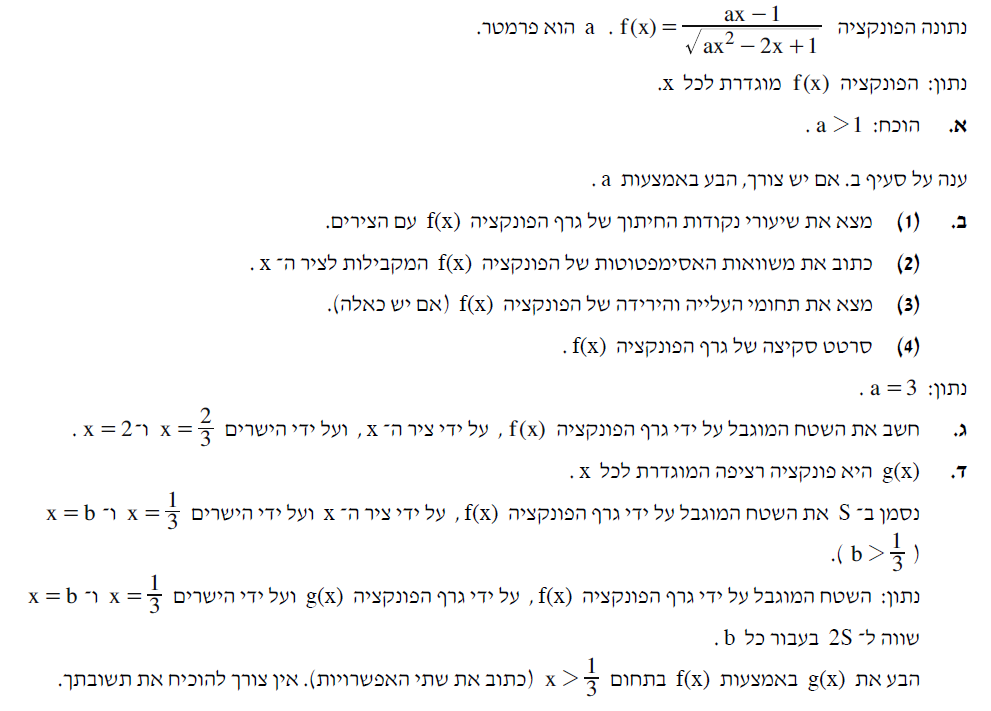 נתונה הפונקציה f(x) = \frac{ax − 1}{\sqrt{ax² − 2x + 1}} . a הוא פרמטר.
נתון: הפונקציה f(x) מוגדרת לכל x.
א. הוכח: a > 1 .
ענה על סעיף ב. אם יש צורך, הבע באמצעות a .
ב. (1) מצא את שיעורי נקודות החיתוך של גרף הפונקציה f(x) עם הצירים.
(2) כתוב את משוואות האסימפטוטות של הפונקציה f(x) המקבילות לציר ה־ x .
(3) מצא את תחומי העלייה והירידה של הפונקציה f(x) (אם יש כאלה).
(4) סרטט סקיצה של גרף הפונקציה f(x) .
נתון: a = 3 .
ג. חשב את השטח המוגבל על ידי גרף הפונקציה f(x) , על ידי ציר ה־ x , ועל ידי הישרים x = \frac{2}{3} ו־ x = 2 .
ד. g(x) היא פונקציה רציפה המוגדרת לכל x .
נסמן ב־ S את השטח המוגבל על ידי גרף הפונקציה f(x) , על ידי ציר ה־ x ועל ידי הישרים x = \frac{1}{3} ו־ x = b
( b > \frac{1}{3} ).
נתון: השטח המוגבל על ידי גרף הפונקציה f(x) , על ידי גרף הפונקציה g(x) ועל ידי הישרים x = \frac{1}{3} ו־ x = b
שווה ל־ 2S בעבור כל b .
הבע את g(x) באמצעות f(x) בתחום x > \frac{1}{3} (כתוב את שתי האפשרויות). אין צורך להוכיח את תשובתך.